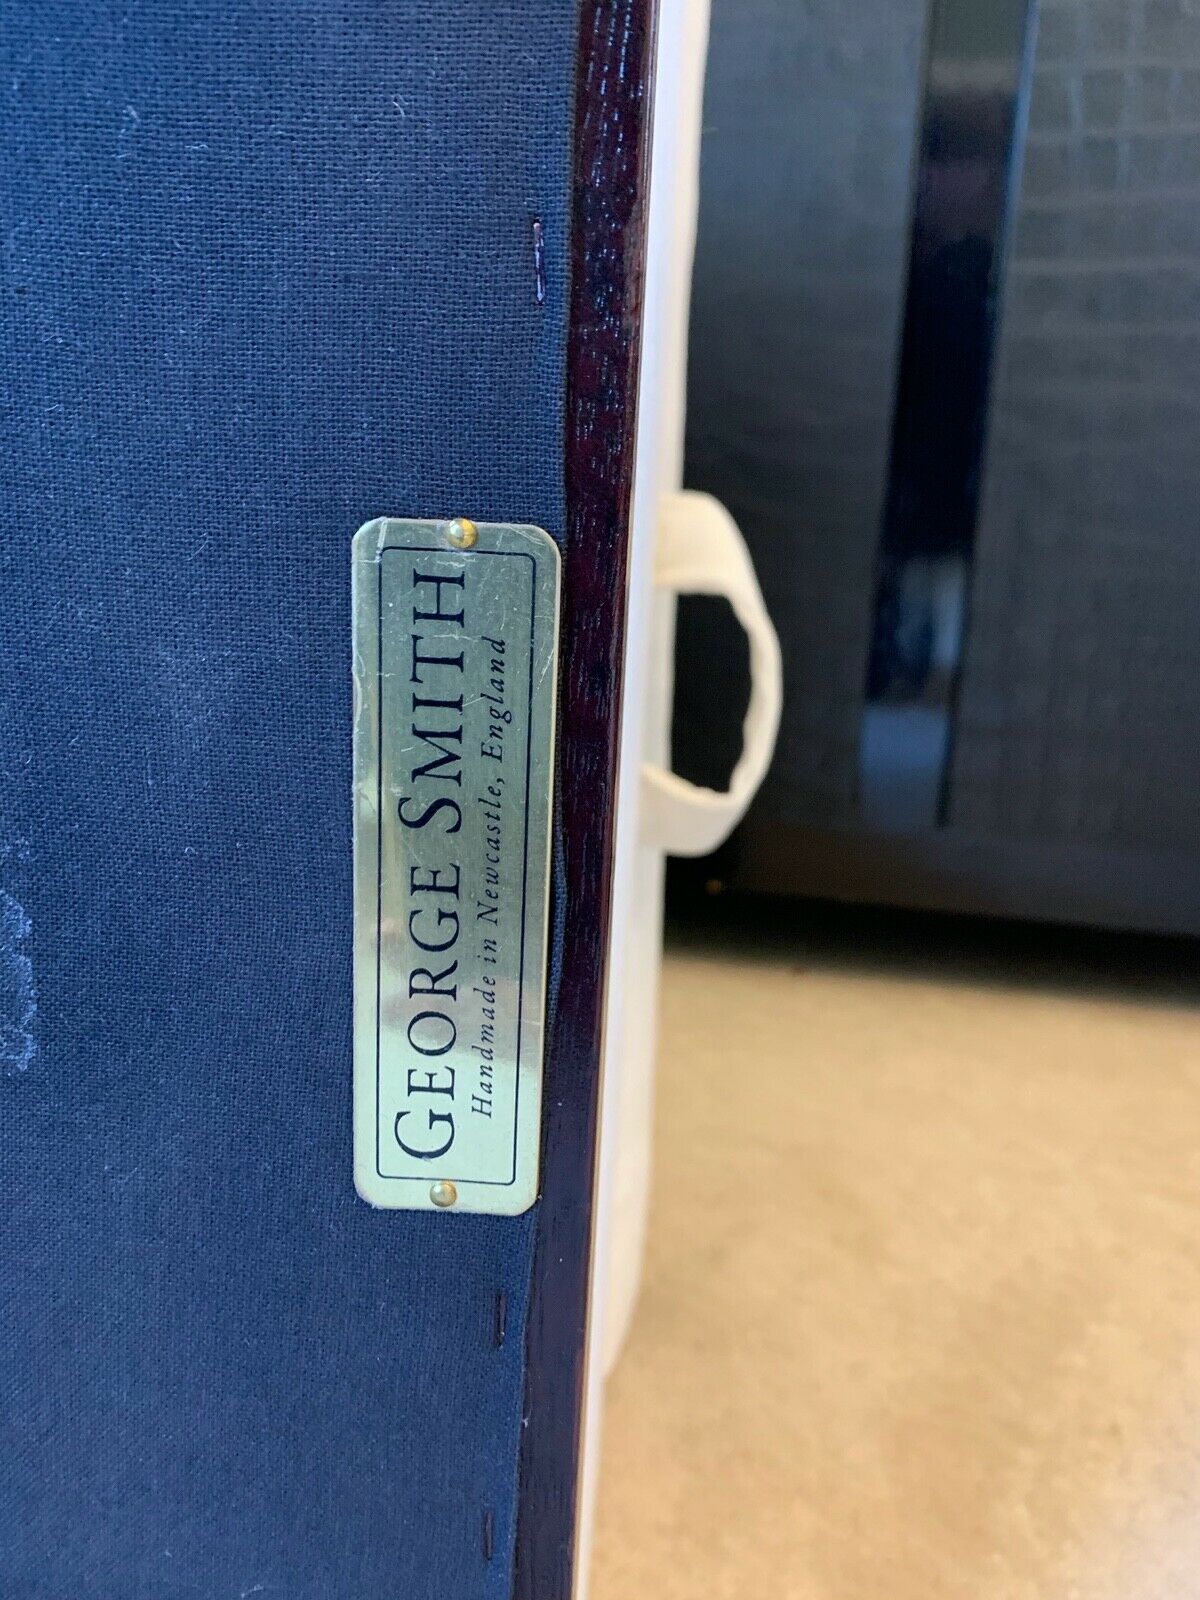 GEORGE SMITH
Handmade in Newcastle, England